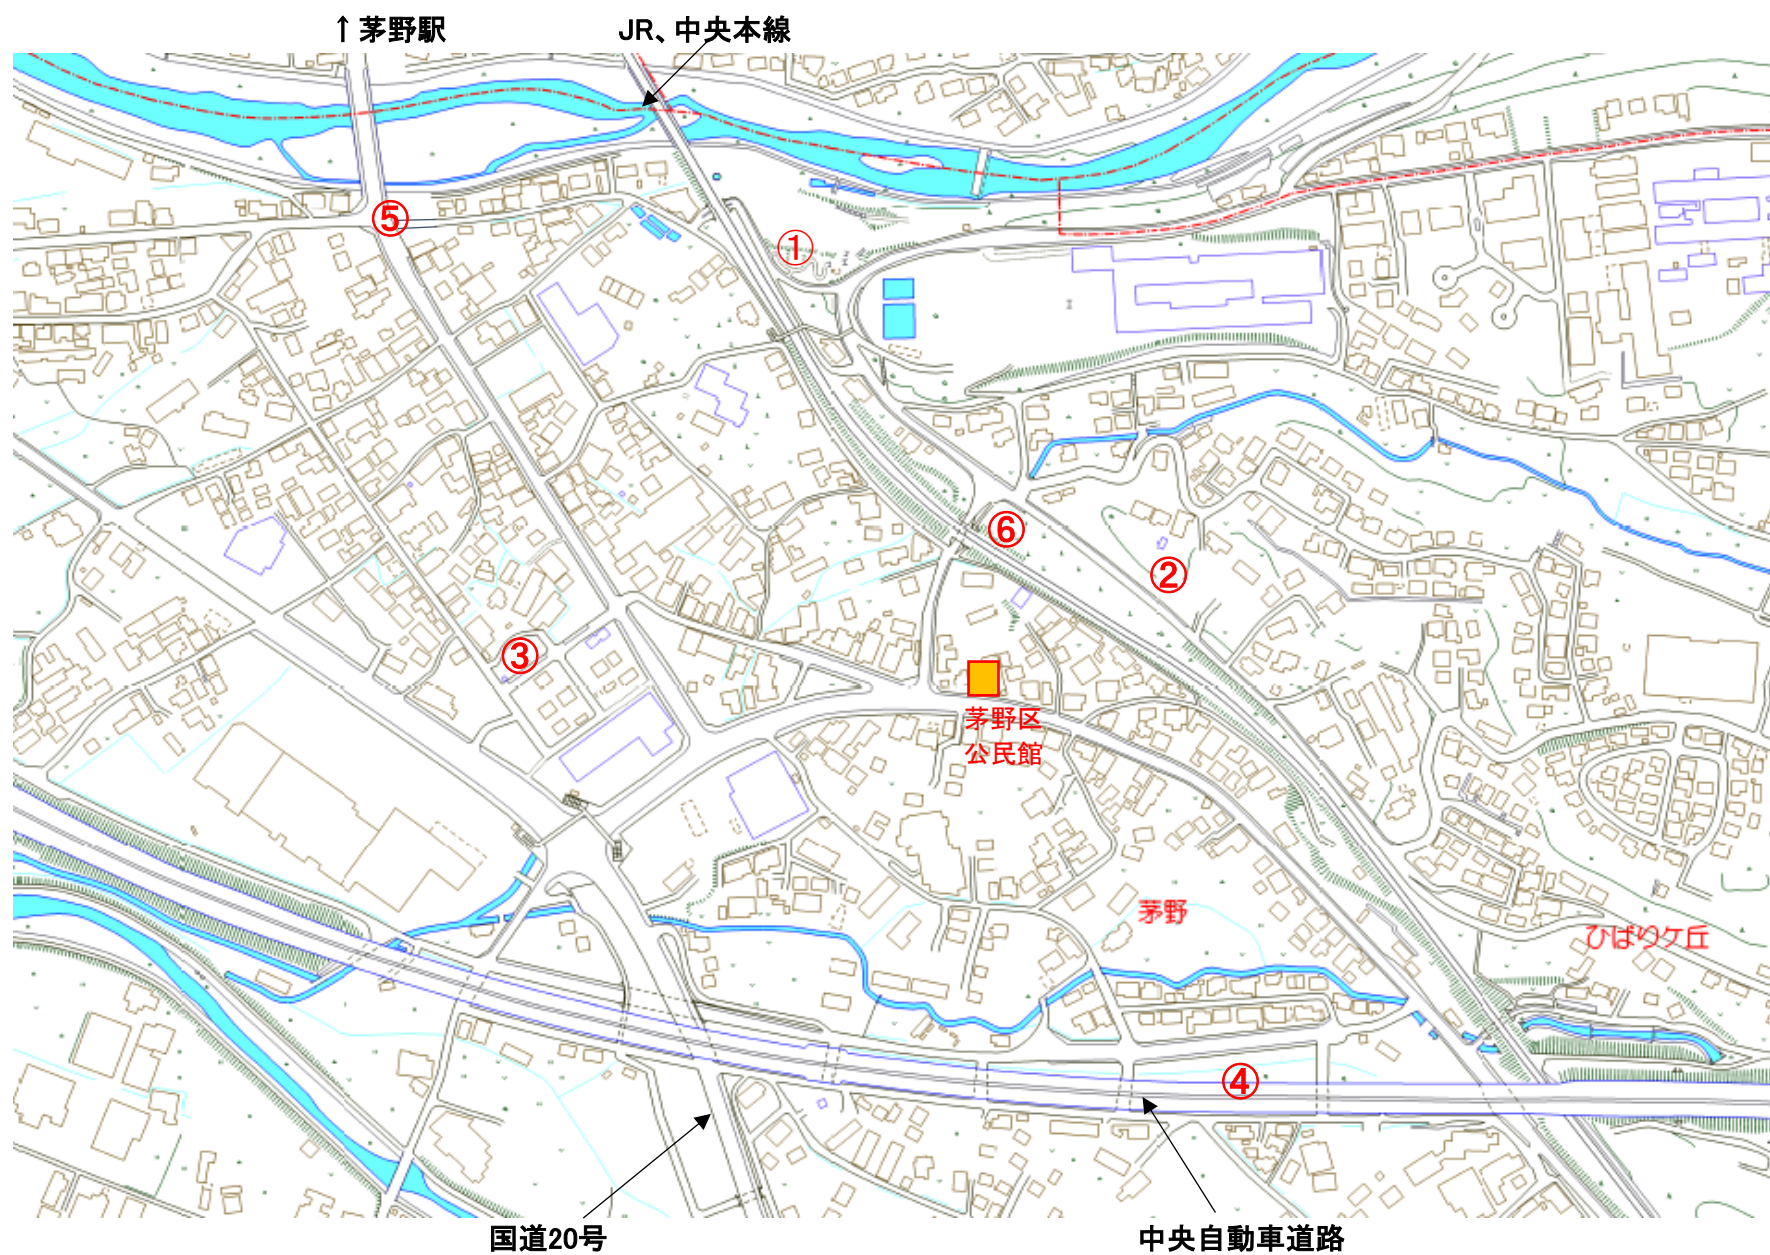 ↑ 茅野駅
JR、中央本線
⑤
①
⑥
②
③
茅野区
公民館
茅野
ひばりケ丘
④
国道20号
中央自動車道路